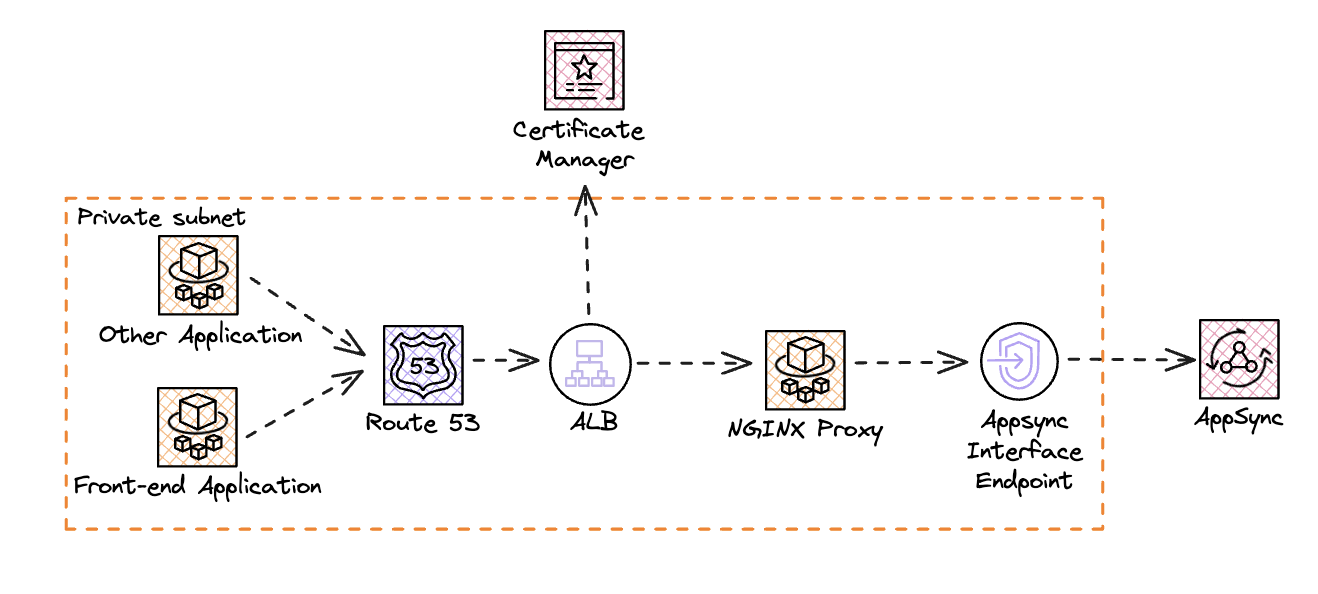 Certificate
Manager
Private subnet
Other Application
53
Route 53
ALB
NGINX Proxy
Appsync
Interface
Endpoint
AppSync
Front-end Application